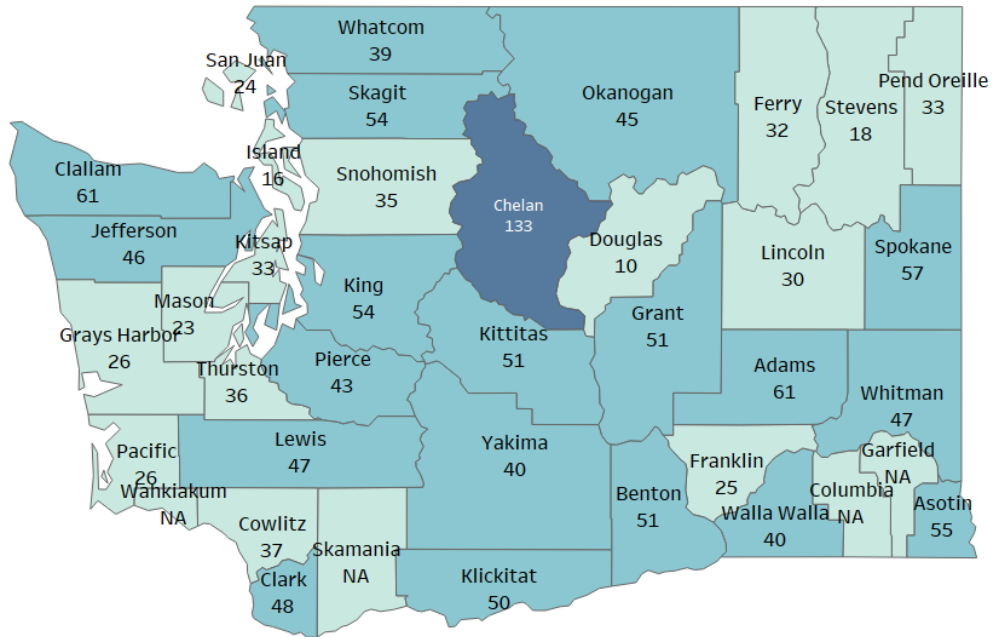 Whatcom
39
San Juan
24
Skagit
54
Okanogan
45
Ferry
32
Stevens
18
Pend Oreille
33
Island
16
Clallam
61
Snohomish
35
Chelan
133
Jefferson
46
Kitsap
33
Douglas
10
Lincoln
30
Spokane
57
King
54
Mason
23
Grays Harbor
26
Kittitas
51
Grant
51
Thurston
36
Pierce
43
Adams
61
Whitman
47
Lewis
47
Yakima
40
Pacific
26
Wahkiakum
NA
Franklin
25
Garfield
NA
Columbia
NA
Benton
51
Walla Walla
40
Asotin
55
Cowlitz
37
Skamania
NA
Clark
48
Klickitat
50